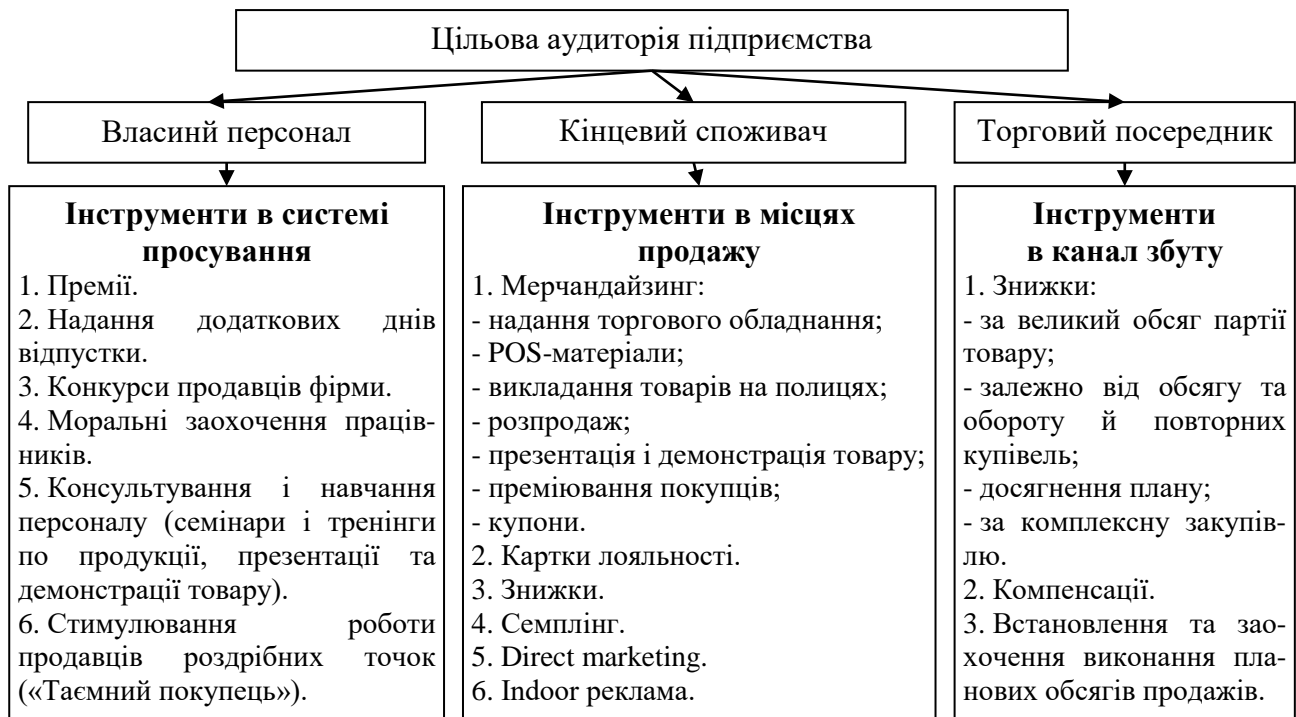 Цільова аудиторія підприємства
Власинй персонал
Кінцевий споживач
Торговий посередник
Інструменти в системі
просування
1. Премії.
2. Надання додаткових днів
відпустки.
3. Конкурси продавців фірми.
4. Моральні заохочення праців-
ників.
5. Консультування і навчання
персоналу (семінари і тренінги
по продукції, презентації та
демонстрації товару).
6. Стимулювання роботи
продавців роздрібних точок
(«Таємний покупець»).
Інструменти в місцях
продажу
1. Мерчандайзинг:
- надання торгового обладнання;
- POS-матеріали;
- викладання товарів на полицях;
- розпродаж;
- презентація і демонстрація товару;
- преміювання покупців;
- купони.
2. Картки лояльності.
3. Знижки.
4. Семплінг.
5. Direct marketing.
6. Indoor реклама.
Інструменти
в канал збуту
1. Знижки:
- за великий обсяг партії
товару;
- залежно від обсягу та
обороту й повторних
купівель;
- досягнення плану;
- за комплексну закупів-
лю.
2. Компенсації.
3. Встановлення та зао-
хочення виконання пла-
нових обсягів продажів.